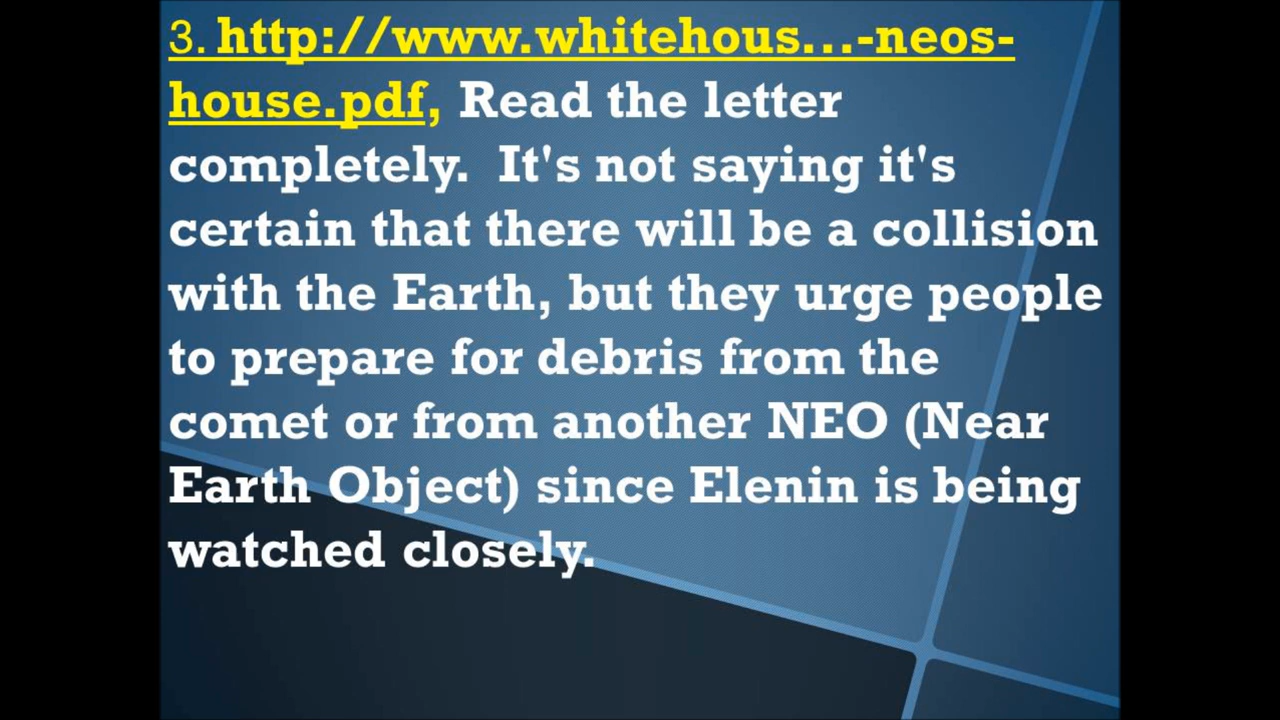 3. http://www.whitehous...-neos-
house.pdf, Read the letter
completely.  It's not saying it's
certain that there will be a collision
with the Earth, but they urge people
to prepare for debris from the
comet or from another NEO (Near
Earth Object) since Elenin is being
watched closely.